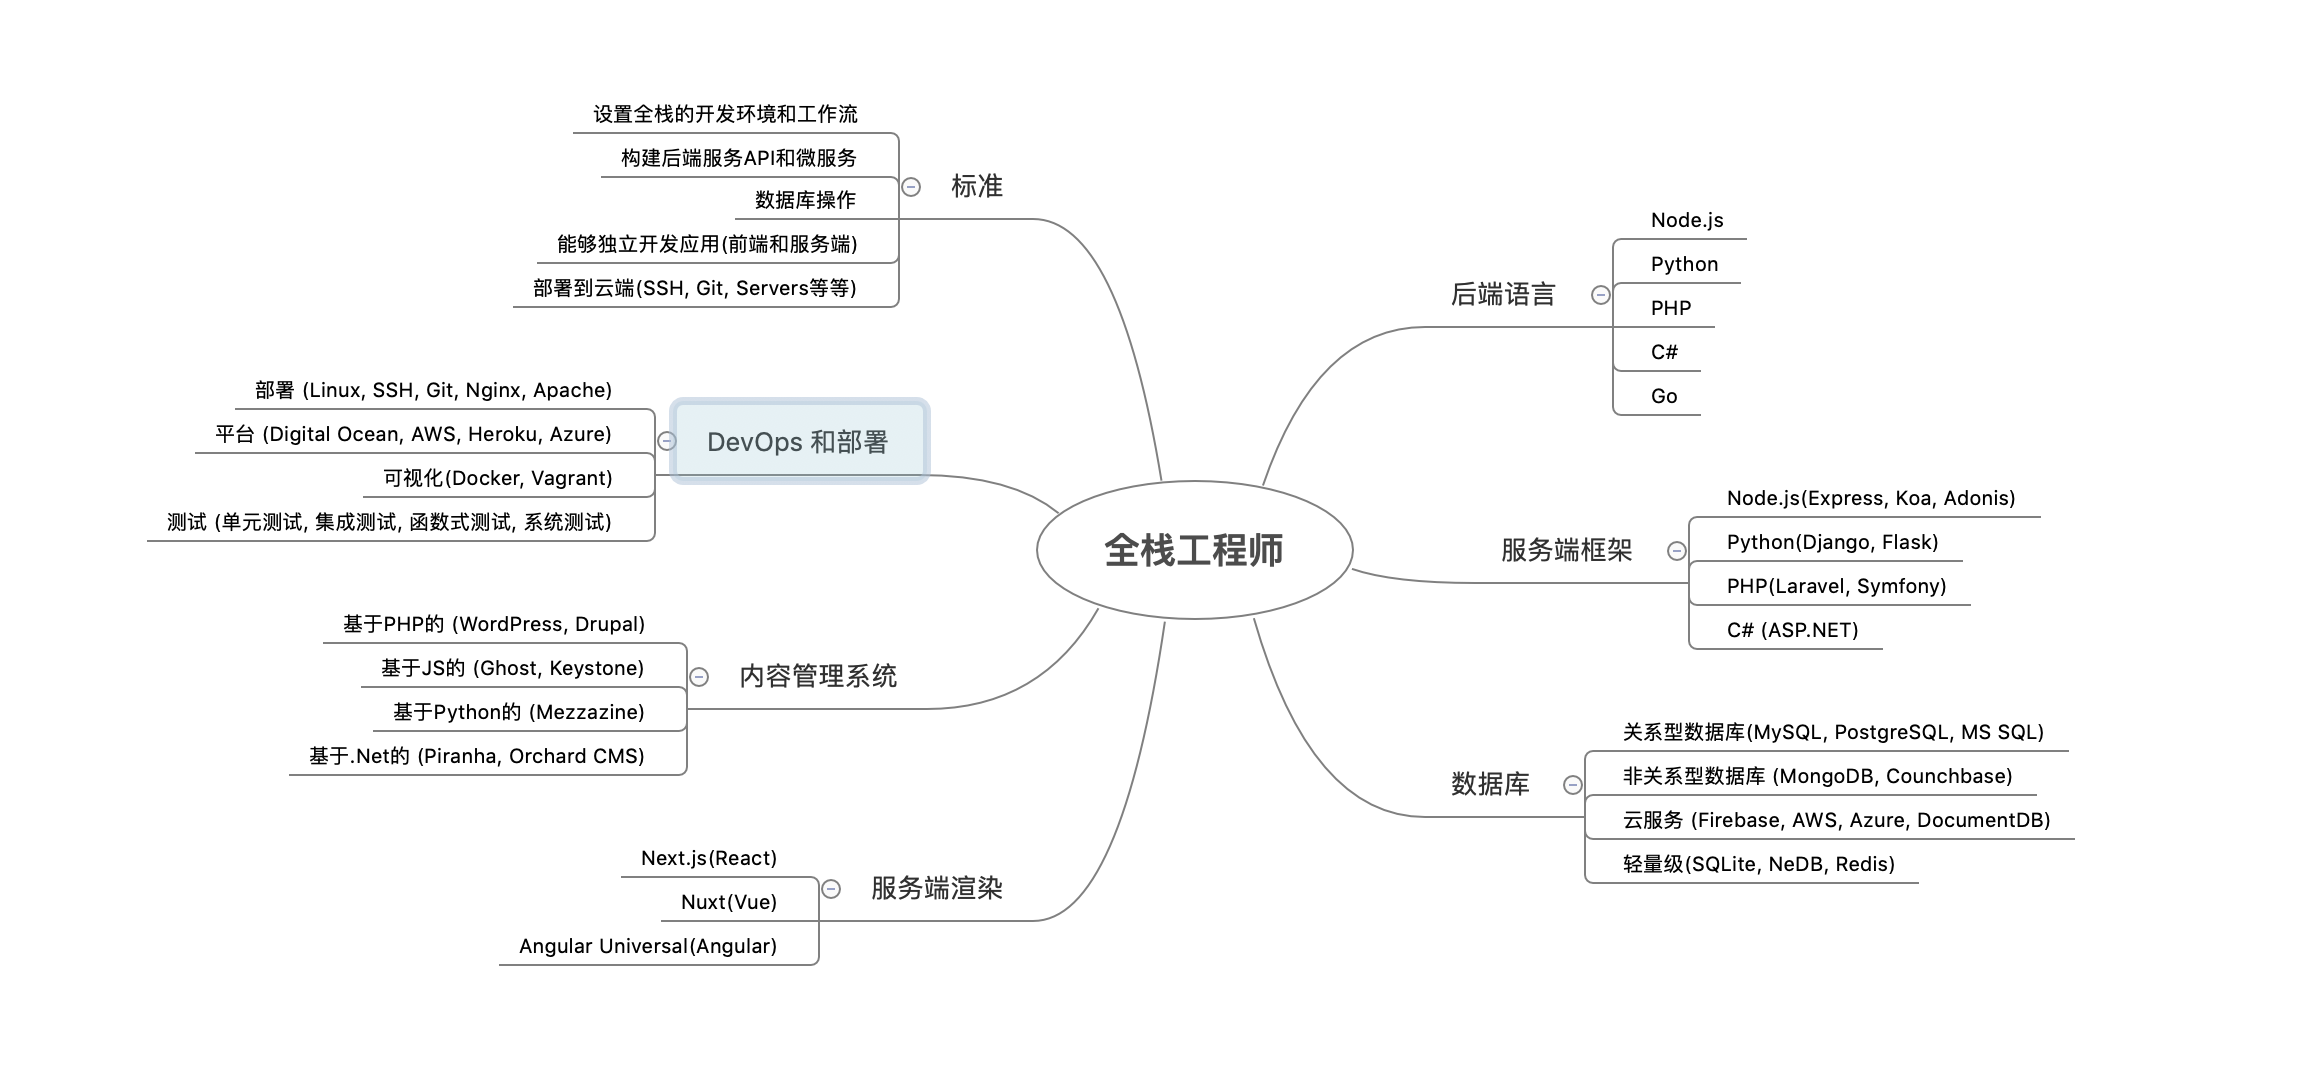 全栈工程师
后端语言
Node.js
Python
PHP
C#
Go
服务端框架
Node.js(Express, Koa, Adonis)
Python(Django, Flask)
PHP(Laravel, Symfony)
C# (ASP.NET)
数据库
关系型数据库(MySQL, PostgreSQL, MS SQL)
非关系型数据库 (MongoDB, Counchbase)
云服务 (Firebase, AWS, Azure, DocumentDB)
轻量级(SQLite, NeDB, Redis)
标准
设置全栈的开发环境和工作流
构建后端服务API和微服务
数据库操作
能够独立开发应用(前端和服务端)
部署到云端(SSH, Git, Servers等等)
DevOps 和部署
部署 (Linux, SSH, Git, Nginx, Apache)
平台 (Digital Ocean, AWS, Heroku, Azure)
可视化(Docker, Vagrant)
测试 (单元测试, 集成测试, 函数式测试, 系统测试)
内容管理系统
基于PHP的 (WordPress, Drupal)
基于JS的 (Ghost, Keystone)
基于Python的 (Mezzazine)
基于.Net的 (Piranha, Orchard CMS)
服务端渲染
Next.js(React)
Nuxt(Vue)
Angular Universal(Angular)